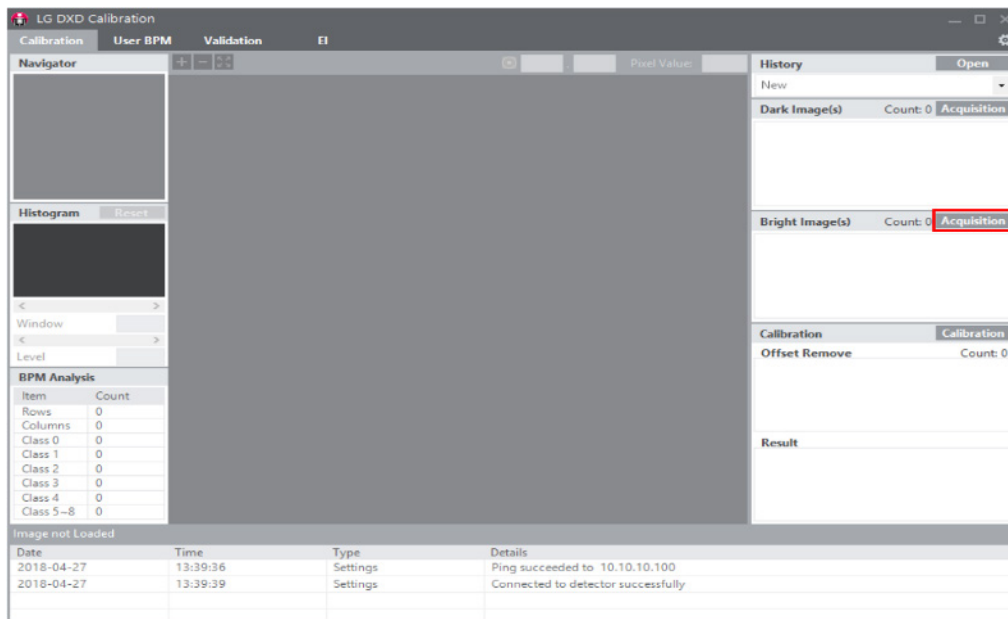 LG DXD Calibration
Calibration User BPM Validation EI
Navigator
Pixel Value:
History Open
New
Dark Image(s) Count: 0 Acquisition
Histogram Reset
Bright Image(s) Count: 0 Acquisition
Window
Level
Calibration Calibration
Offset Remove Count: 0
BPM Analysis
Item Count
Rows 0
Columns 0
Class 0 0
Class 1 0
Class 2 0
Class 3 0
Class 4 0
Class 5~8 0
Result
Image not Loaded
Date Time Type Details
2018-04-27 13:39:36 Settings Ping succeeded to 10.10.10.100
2018-04-27 13:39:39 Settings Connected to detector successfully